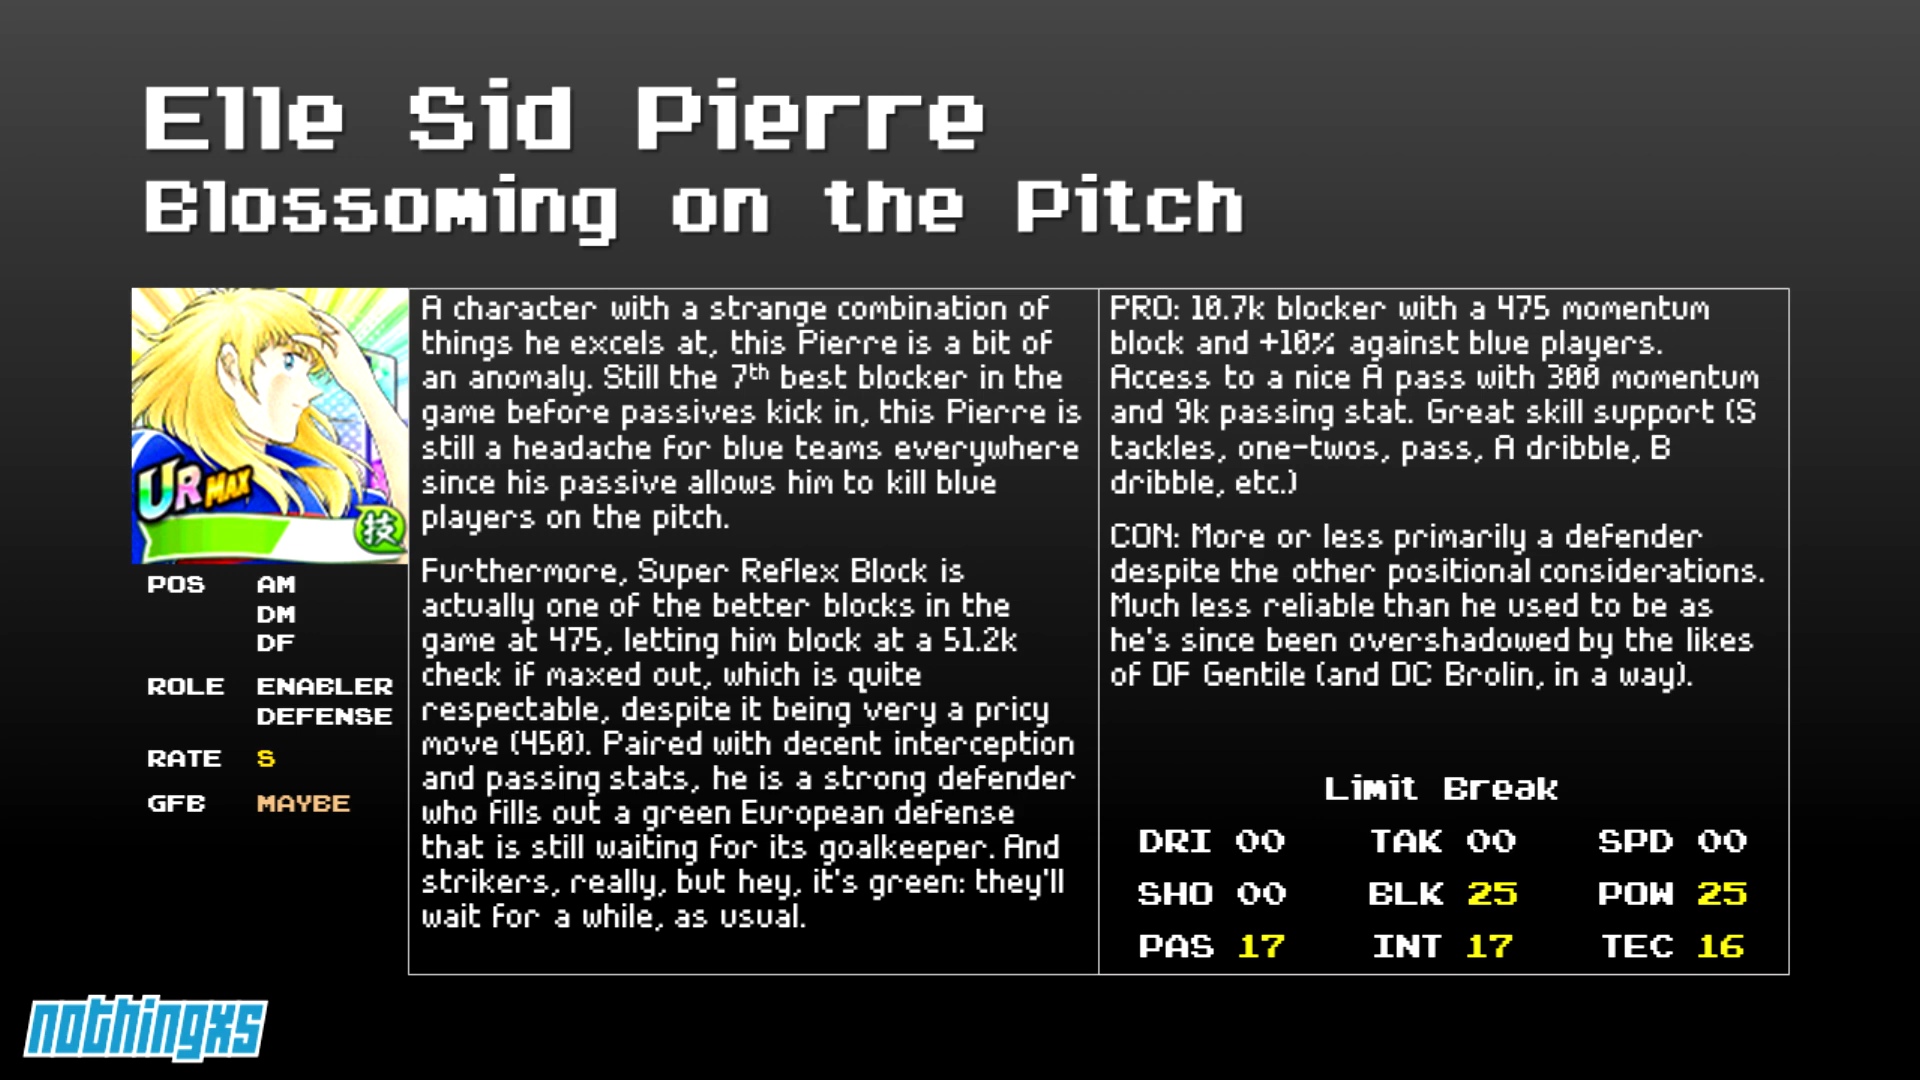 Elle Sid Pierre
Blossoming on the Pitch
UR MAX
技
POS AM
DM
DF
ROLE ENABLER
DEFENSE
RATE S
GFB MAYBE
A character with a strange combination of
things he excels at, this Pierre is a bit of
an anomaly. Still the 7th best blocker in the
game before passives kick in, this Pierre is
still a headache for blue teams everywhere
since his passive allows him to kill blue
players on the pitch.
Furthermore, Super Reflex Block is
actually one of the better blocks in the
game at 475, letting him block at a 51.2k
check if maxed out, which is quite
respectable, despite it being very a pricy
move (450). Paired with decent interception
and passing stats, he is a strong defender
who fills out a green European defense
that is still waiting for its goalkeeper. And
strikers, really, but hey, it's green: they'll
wait for a while, as usual.
PRO: 10.7k blocker with a 475 momentum
block and +10% against blue players.
Access to a nice A pass with 300 momentum
and 9k passing stat. Great skill support (S
tackles, one-twos, pass, A dribble, B
dribble, etc.)
CON: More or less primarily a defender
despite the other positional considerations.
Much less reliable than he used to be as
he's since been overshadowed by the likes
of DF Gentile (and DC Brolin, in a way).
Limit Break
DRI 00 TAK 00 SPD 00
SHO 00 BLK 25 POW 25
PAS 17 INT 17 TEC 16
nothingxs